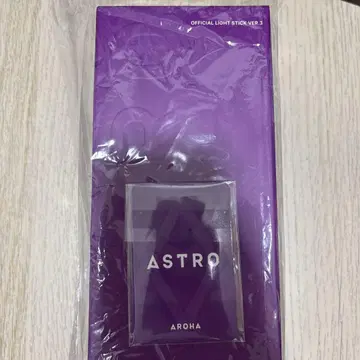 OFFICIAL LIGHT STICK VER.3
ASTRO
AROHA